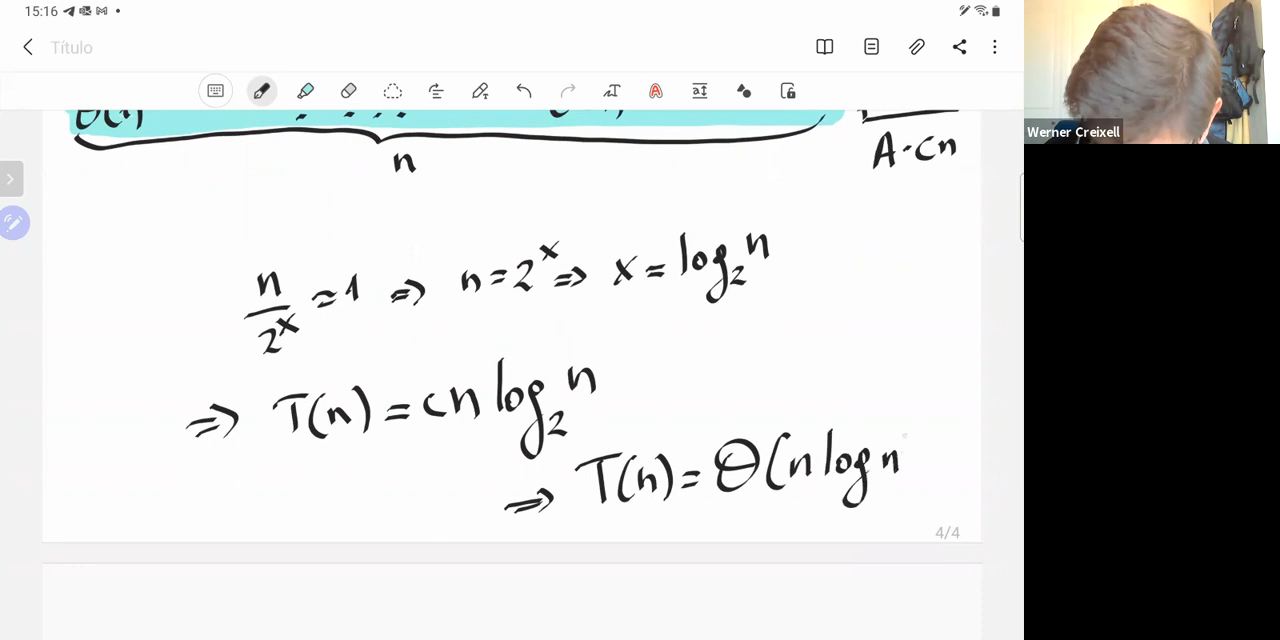 15:16
Título
n
A·cn
n/2^x ≈ 1 ⇒ n = 2^x ⇒ x = log₂ n
⇒ T(n) = cn log₂ n
⇒ T(n) = Θ(n log n
4/4
Werner Creixell